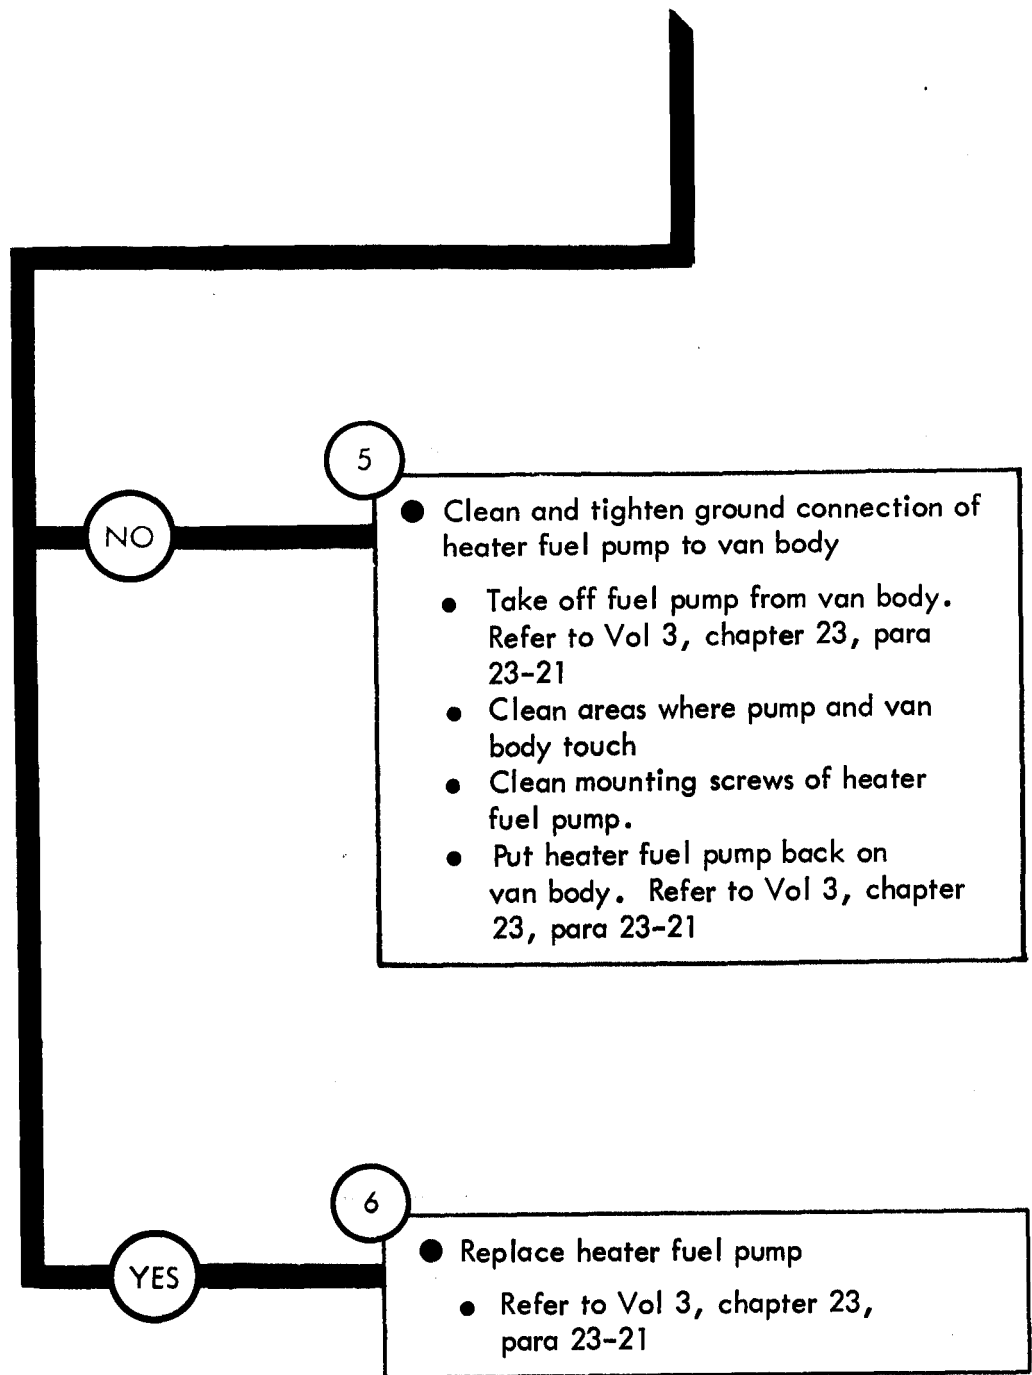 5
NO
● Clean and tighten ground connection of
heater fuel pump to van body
● Take off fuel pump from van body.
Refer to Vol 3, chapter 23, para
23-21
● Clean areas where pump and van
body touch
● Clean mounting screws of heater
fuel pump.
● Put heater fuel pump back on
van body. Refer to Vol 3, chapter
23, para 23-21
6
YES
● Replace heater fuel pump
● Refer to Vol 3, chapter 23,
para 23-21